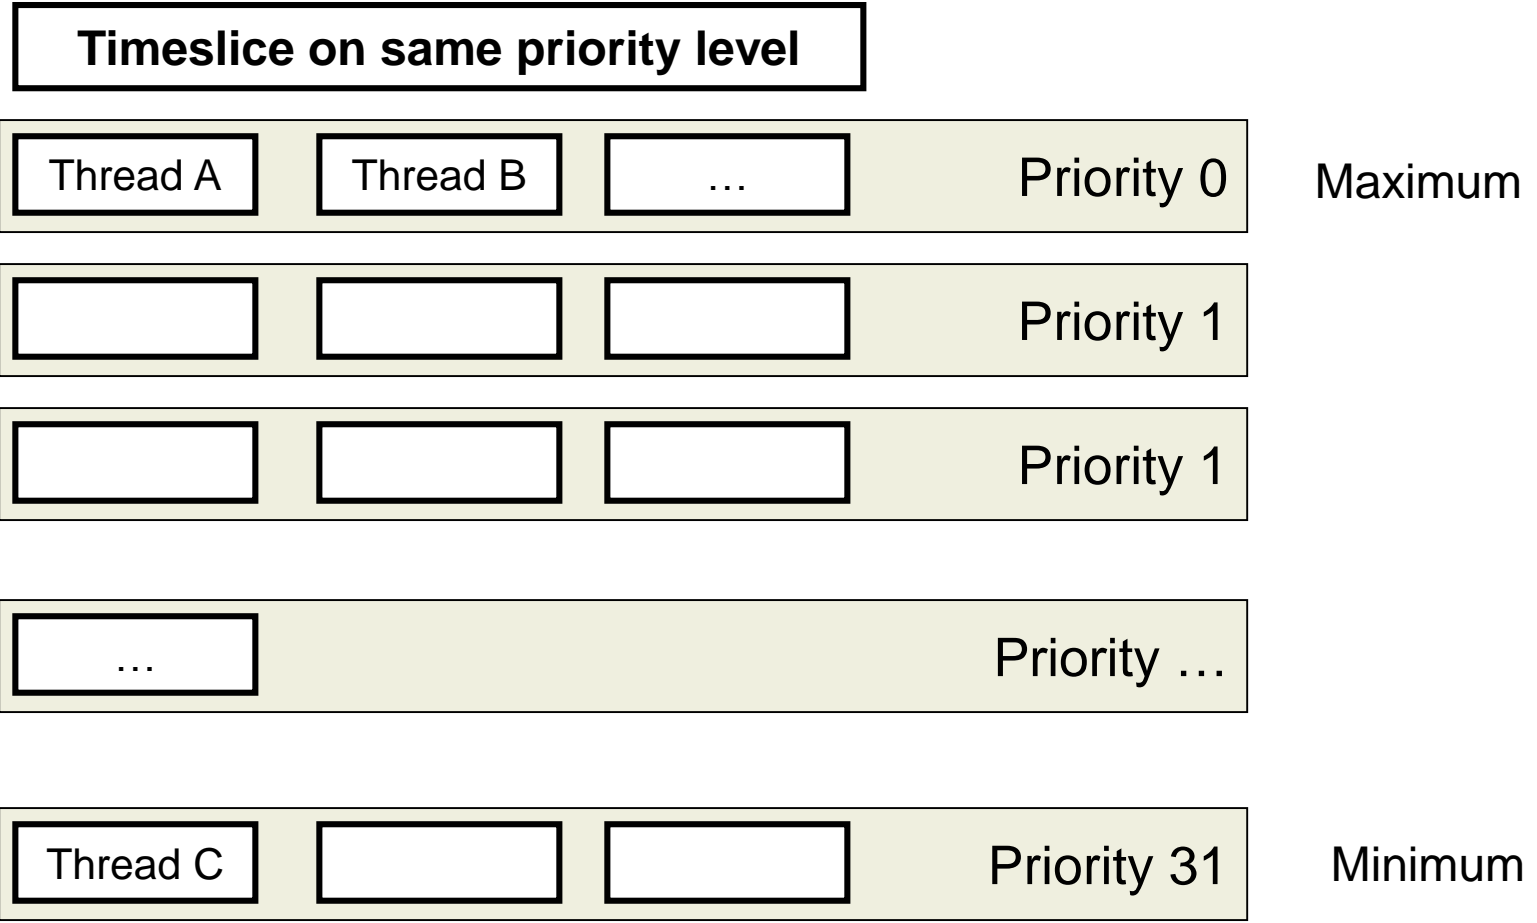 Timeslice on same priority level
Thread A Thread B … Priority 0 Maximum
Priority 1
Priority 1
… Priority …
Thread C Priority 31 Minimum